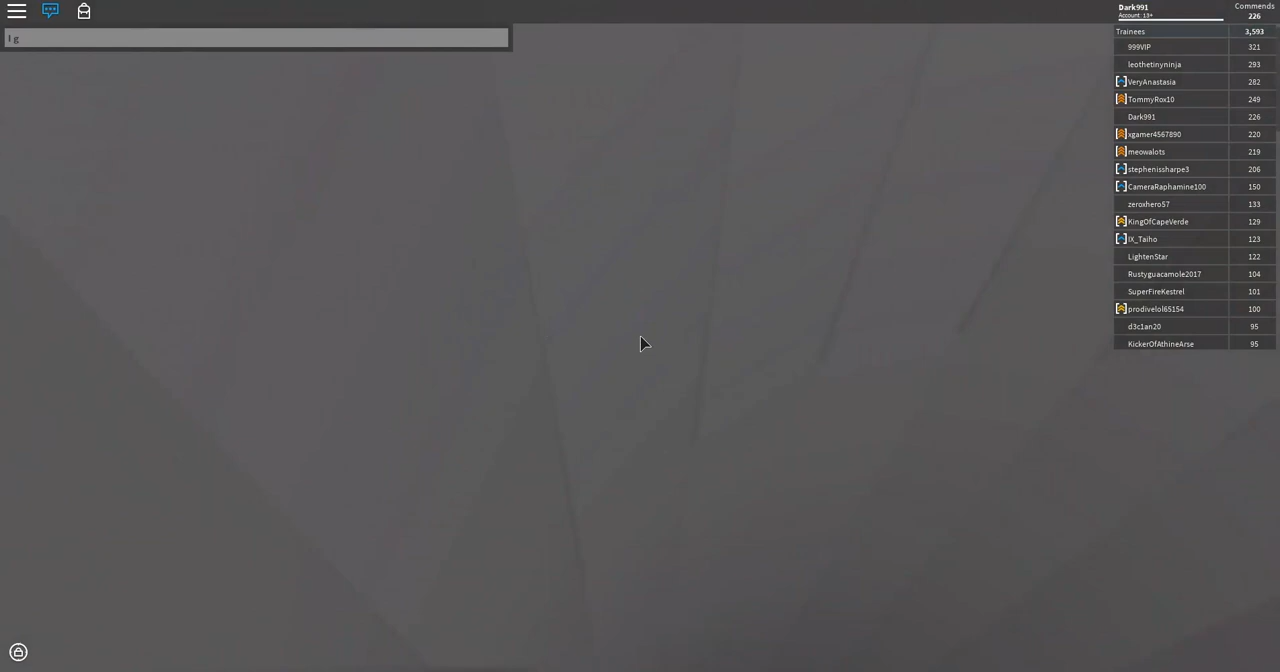 Dark991
Account: 13+
Commends
226
I g
Trainees 3,593
999VIP 321
leothetinyninja 293
VeryAnastasia 282
TommyRox10 249
Dark991 226
xgamer4567890 220
meowalots 219
stephenissharpe3 206
CameraRaphamine100 150
zeroxhero57 133
KingOfCapeVerde 129
IX_Taiho 123
LightenStar 122
Rustyguacamole2017 104
SuperFireKestrel 101
prodivelol65154 100
d3c1an20 95
KickerOfAthineArse 95